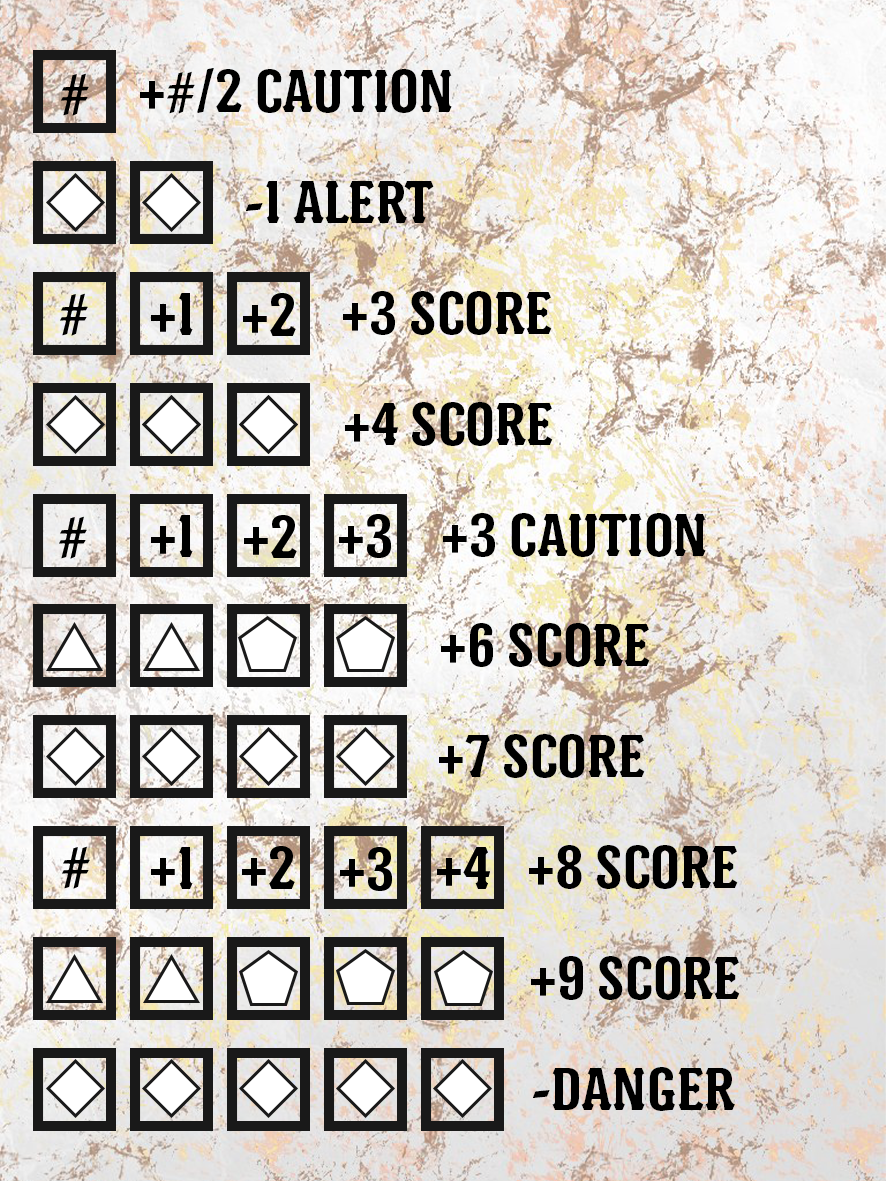 # +#/2 CAUTION
-1 ALERT
# +1 +2 +3 SCORE
+4 SCORE
# +1 +2 +3 +3 CAUTION
+6 SCORE
+7 SCORE
# +1 +2 +3 +4 +8 SCORE
+9 SCORE
-DANGER